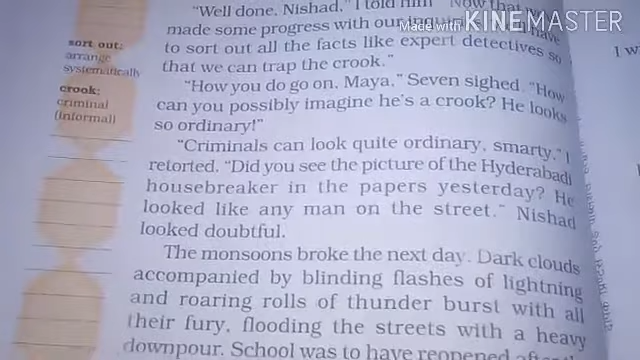 "Well done, Nishad," I told him. "Now that
made some progress with our have
to sort out all the facts like expert detectives so
that we can trap the crook."
"How you do go on, Maya," Seven sighed. "How
can you possibly imagine he's a crook? He looks
so ordinary!"
"Criminals can look quite ordinary, smarty," I
retorted. "Did you see the picture of the Hyderabadi
housebreaker in the papers yesterday? He
looked like any man on the street." Nishad
looked doubtful.
The monsoons broke the next day. Dark clouds
accompanied by blinding flashes of lightning
and roaring rolls of thunder burst with all
their fury, flooding the streets with a heavy
downpour. School was to have reopened
sort out:
arrange
systematically
crook:
criminal
(informal)
I w
Made with KINEMASTER